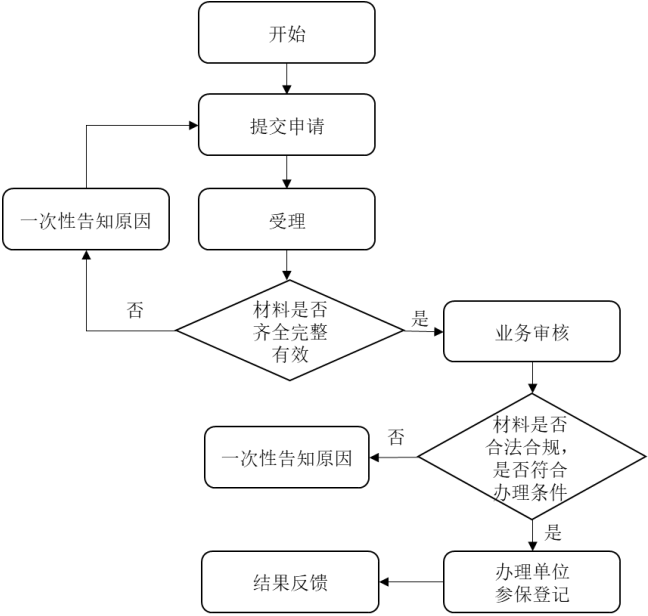 开始
提交申请
一次性告知原因
受理
否
材料是否
齐全完整
有效
是
业务审核
材料是否
合法合规，
是否符合
办理条件
否
一次性告知原因
是
办理单位
参保登记
结果反馈